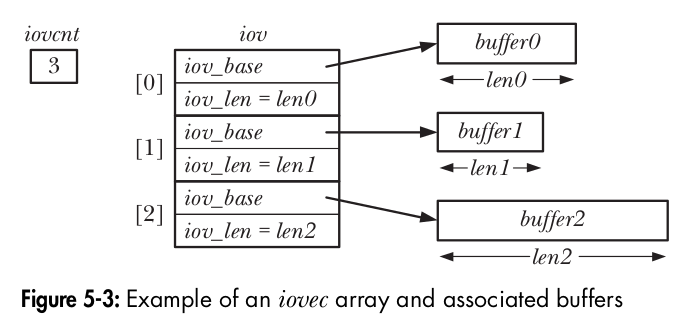 iovcnt
3
iov
[0]
iov_base
iov_len = len0
[1]
iov_base
iov_len = len1
[2]
iov_base
iov_len = len2
buffer0
len0
buffer1
len1
buffer2
len2
Figure 5-3: Example of an iovec array and associated buffers